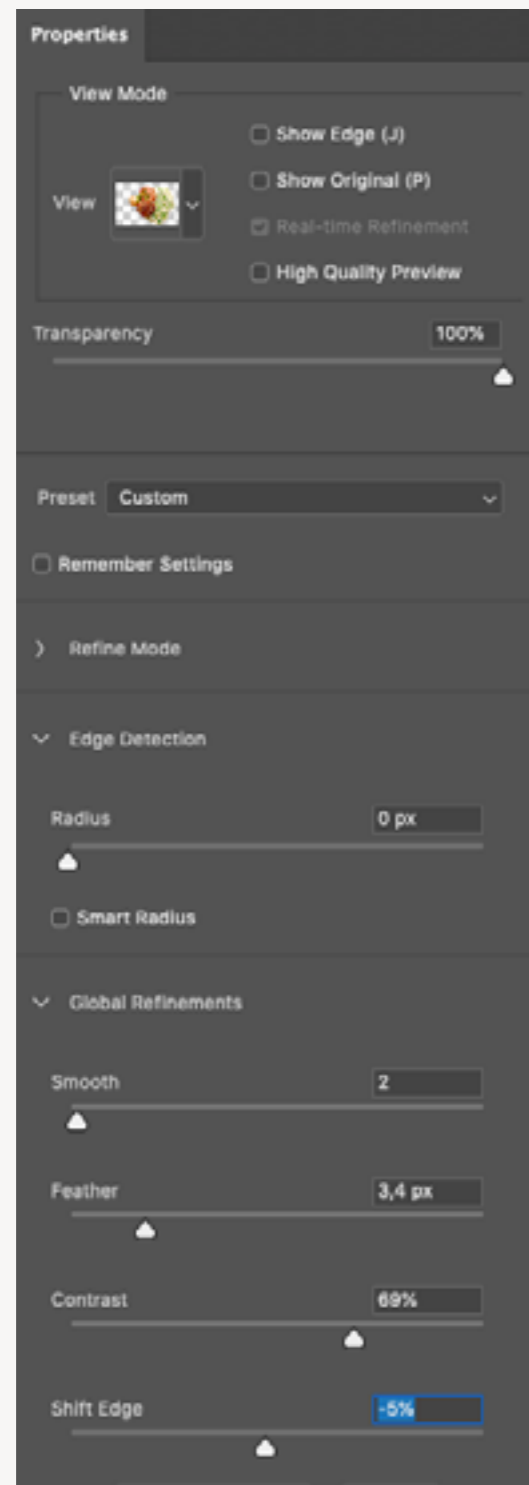 Properties
View Mode
Show Edge (J)
Show Original (P)
View
Real-time Refinement
High Quality Preview
Transparency 100%
Preset Custom
Remember Settings
Refine Mode
Edge Detection
Radius 0 px
Smart Radius
Global Refinements
Smooth 2
Feather 3,4 px
Contrast 69%
Shift Edge -5%